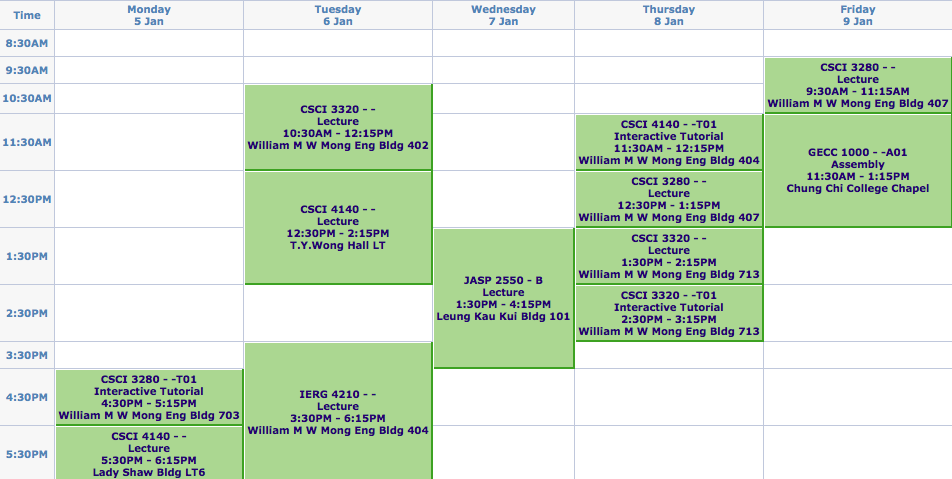 Time
Monday
5 Jan
Tuesday
6 Jan
Wednesday
7 Jan
Thursday
8 Jan
Friday
9 Jan
8:30AM
9:30AM
CSCI 3280 - -
Lecture
9:30AM - 11:15AM
William M W Mong Eng Bldg 407
10:30AM
CSCI 3320 - -
Lecture
10:30AM - 12:15PM
William M W Mong Eng Bldg 402
11:30AM
CSCI 4140 - -T01
Interactive Tutorial
11:30AM - 12:15PM
William M W Mong Eng Bldg 404
GECC 1000 - -A01
Assembly
11:30AM - 1:15PM
Chung Chi College Chapel
12:30PM
CSCI 4140 - -
Lecture
12:30PM - 2:15PM
T.Y.Wong Hall LT
CSCI 3280 - -
Lecture
12:30PM - 1:15PM
William M W Mong Eng Bldg 407
1:30PM
JASP 2550 - B
Lecture
1:30PM - 4:15PM
Leung Kau Kui Bldg 101
CSCI 3320 - -
Lecture
1:30PM - 2:15PM
William M W Mong Eng Bldg 713
2:30PM
CSCI 3320 - -T01
Interactive Tutorial
2:30PM - 3:15PM
William M W Mong Eng Bldg 713
3:30PM
IERG 4210 - -
Lecture
3:30PM - 6:15PM
William M W Mong Eng Bldg 404
4:30PM
CSCI 3280 - -T01
Interactive Tutorial
4:30PM - 5:15PM
William M W Mong Eng Bldg 703
5:30PM
CSCI 4140 - -
Lecture
5:30PM - 6:15PM
Lady Shaw Bldg LT6